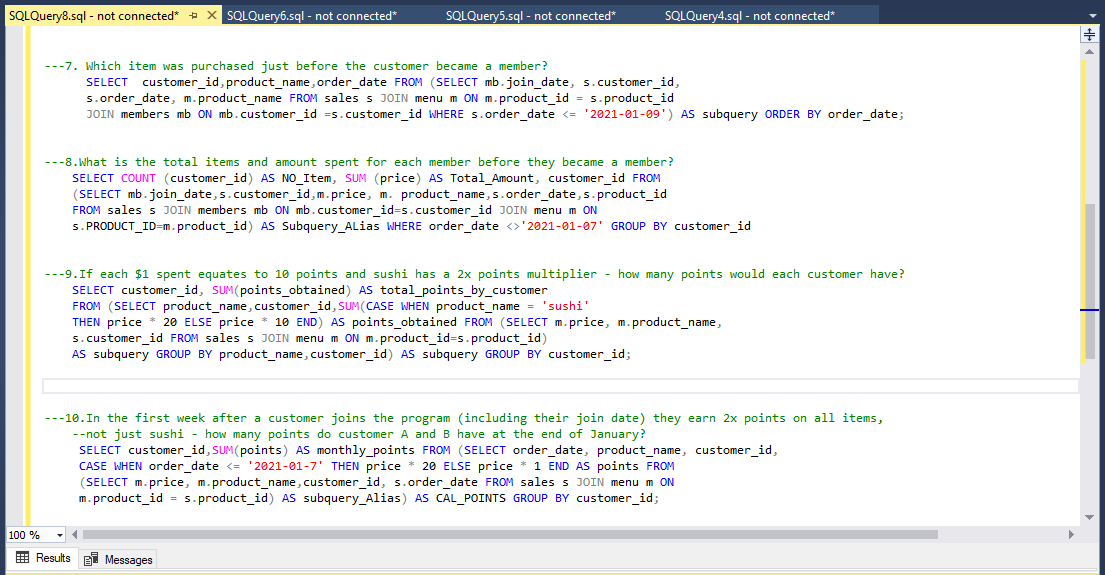 SQLQuery8.sql - not connected* SQLQuery6.sql - not connected* SQLQuery5.sql - not connected* SQLQuery4.sql - not connected*
---7. Which item was purchased just before the customer became a member?
SELECT  customer_id,product_name,order_date FROM (SELECT mb.join_date, s.customer_id,
s.order_date, m.product_name FROM sales s JOIN menu m ON m.product_id = s.product_id
JOIN members mb ON mb.customer_id =s.customer_id WHERE s.order_date <= '2021-01-09') AS subquery ORDER BY order_date;
---8.What is the total items and amount spent for each member before they became a member?
SELECT COUNT (customer_id) AS NO_Item, SUM (price) AS Total_Amount, customer_id FROM
(SELECT mb.join_date,s.customer_id,m.price, m. product_name,s.order_date,s.product_id
FROM sales s JOIN members mb ON mb.customer_id=s.customer_id JOIN menu m ON
s.PRODUCT_ID=m.product_id) AS Subquery_ALias WHERE order_date <>'2021-01-07' GROUP BY customer_id
---9.If each $1 spent equates to 10 points and sushi has a 2x points multiplier - how many points would each customer have?
SELECT customer_id, SUM(points_obtained) AS total_points_by_customer
FROM (SELECT product_name,customer_id,SUM(CASE WHEN product_name = 'sushi'
THEN price * 20 ELSE price * 10 END) AS points_obtained FROM (SELECT m.price, m.product_name,
s.customer_id FROM sales s JOIN menu m ON m.product_id=s.product_id)
AS subquery GROUP BY product_name,customer_id) AS subquery GROUP BY customer_id;
---10.In the first week after a customer joins the program (including their join date) they earn 2x points on all items,
--not just sushi - how many points do customer A and B have at the end of January?
SELECT customer_id,SUM(points) AS monthly_points FROM (SELECT order_date, product_name, customer_id,
CASE WHEN order_date <= '2021-01-7' THEN price * 20 ELSE price * 1 END AS points FROM
(SELECT m.price, m.product_name,customer_id, s.order_date FROM sales s JOIN menu m ON
m.product_id = s.product_id) AS subquery_Alias) AS CAL_POINTS GROUP BY customer_id;
100 %
Results Messages